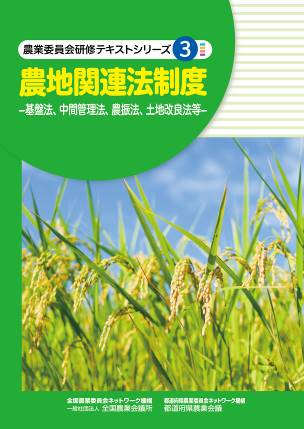 農業委員会研修テキストシリーズ3
農地関連法制度
−基盤法、中間管理法、農振法、土地改良法等−
全国農業委員会ネットワーク機構
一般社団法人 全国農業会議所
都道府県農業委員会ネットワーク機構
都道府県農業会議